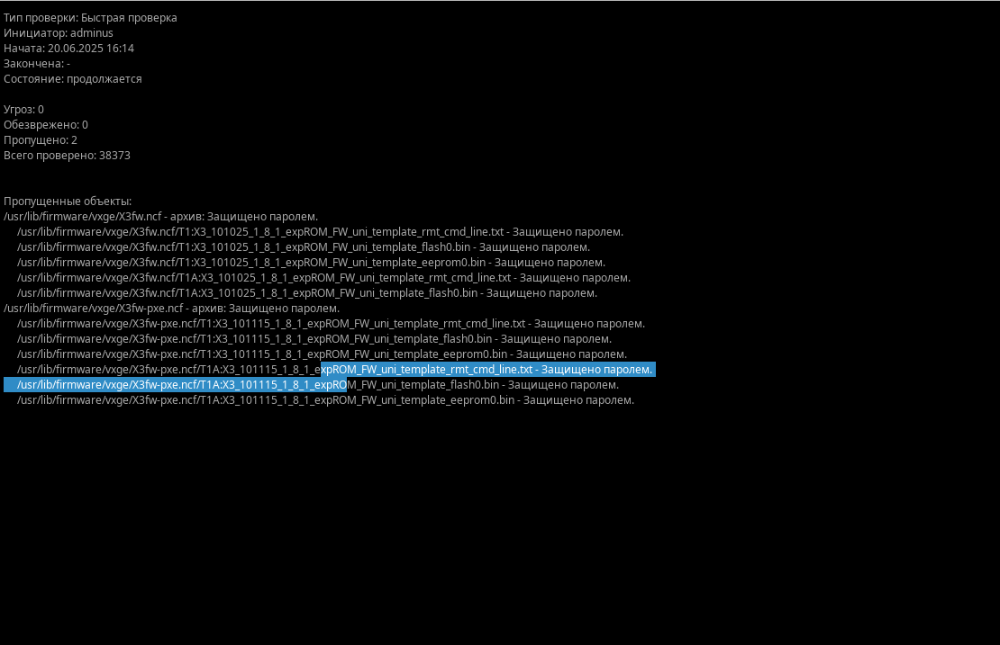 Тип проверки: Быстрая проверка
Инициатор: adminus
Начата: 20.06.2025 16:14
Закончена: -
Состояние: продолжается
Угроз: 0
Обезврежено: 0
Пропущено: 2
Всего проверено: 38373
Пропущенные объекты:
/usr/lib/firmware/vxge/X3fw.ncf - архив: Защищено паролем.
/usr/lib/firmware/vxge/X3fw.ncf/T1:X3_101025_1_8_1_expROM_FW_uni_template_rmt_cmd_line.txt - Защищено паролем.
/usr/lib/firmware/vxge/X3fw.ncf/T1:X3_101025_1_8_1_expROM_FW_uni_template_flash0.bin - Защищено паролем.
/usr/lib/firmware/vxge/X3fw.ncf/T1:X3_101025_1_8_1_expROM_FW_uni_template_eeprom0.bin - Защищено паролем.
/usr/lib/firmware/vxge/X3fw.ncf/T1A:X3_101025_1_8_1_expROM_FW_uni_template_rmt_cmd_line.txt - Защищено паролем.
/usr/lib/firmware/vxge/X3fw.ncf/T1A:X3_101025_1_8_1_expROM_FW_uni_template_flash0.bin - Защищено паролем.
/usr/lib/firmware/vxge/X3fw-pxe.ncf - архив: Защищено паролем.
/usr/lib/firmware/vxge/X3fw-pxe.ncf/T1:X3_101115_1_8_1_expROM_FW_uni_template_rmt_cmd_line.txt - Защищено паролем.
/usr/lib/firmware/vxge/X3fw-pxe.ncf/T1:X3_101115_1_8_1_expROM_FW_uni_template_flash0.bin - Защищено паролем.
/usr/lib/firmware/vxge/X3fw-pxe.ncf/T1:X3_101115_1_8_1_expROM_FW_uni_template_eeprom0.bin - Защищено паролем.
/usr/lib/firmware/vxge/X3fw-pxe.ncf/T1A:X3_101115_1_8_1_expROM_FW_uni_template_rmt_cmd_line.txt - Защищено паролем.
/usr/lib/firmware/vxge/X3fw-pxe.ncf/T1A:X3_101115_1_8_1_expROM_FW_uni_template_flash0.bin - Защищено паролем.
/usr/lib/firmware/vxge/X3fw-pxe.ncf/T1A:X3_101115_1_8_1_expROM_FW_uni_template_eeprom0.bin - Защищено паролем.